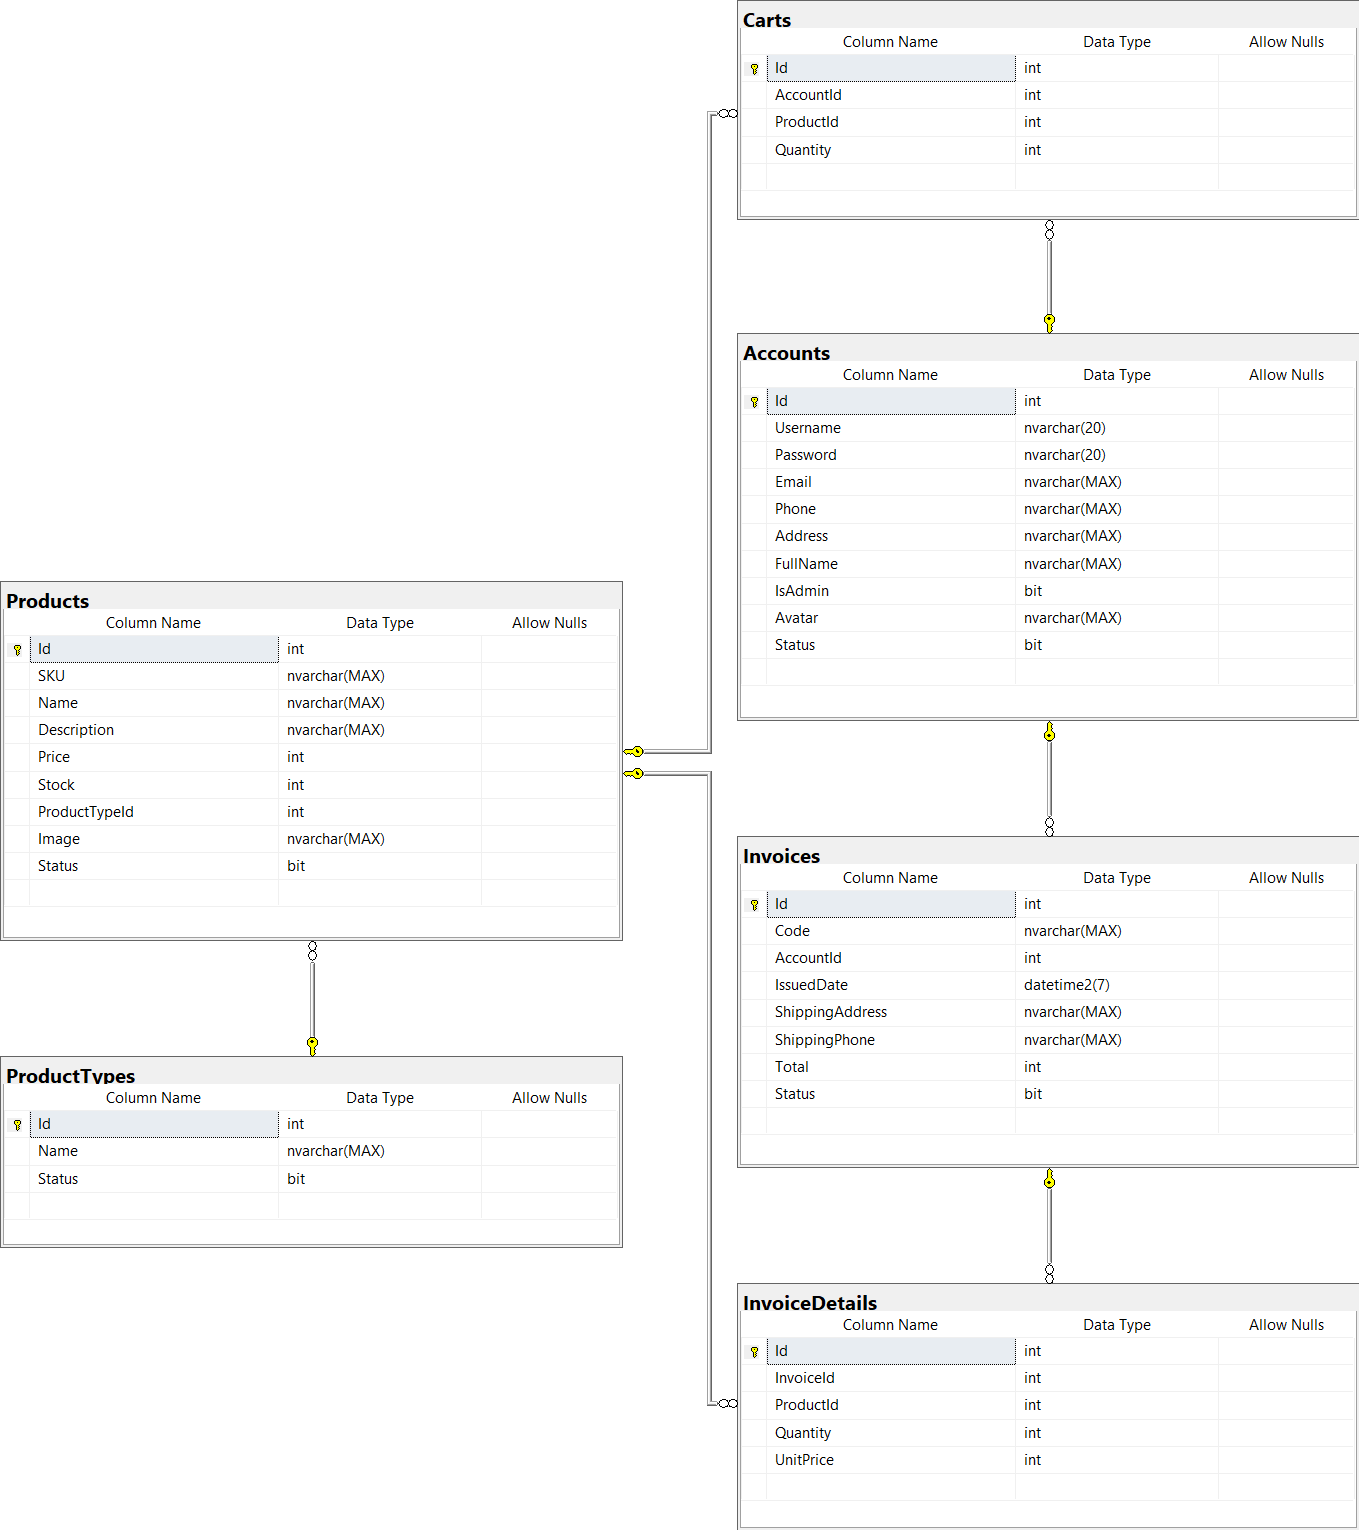 Carts
Column Name Data Type Allow Nulls
Id int
AccountId int
ProductId int
Quantity int
Accounts
Column Name Data Type Allow Nulls
Id int
Username nvarchar(20)
Password nvarchar(20)
Email nvarchar(MAX)
Phone nvarchar(MAX)
Address nvarchar(MAX)
FullName nvarchar(MAX)
IsAdmin bit
Avatar nvarchar(MAX)
Status bit
Products
Column Name Data Type Allow Nulls
Id int
SKU nvarchar(MAX)
Name nvarchar(MAX)
Description nvarchar(MAX)
Price int
Stock int
ProductTypeId int
Image nvarchar(MAX)
Status bit
Invoices
Column Name Data Type Allow Nulls
Id int
Code nvarchar(MAX)
AccountId int
IssuedDate datetime2(7)
ShippingAddress nvarchar(MAX)
ShippingPhone nvarchar(MAX)
Total int
Status bit
ProductTypes
Column Name Data Type Allow Nulls
Id int
Name nvarchar(MAX)
Status bit
InvoiceDetails
Column Name Data Type Allow Nulls
Id int
InvoiceId int
ProductId int
Quantity int
UnitPrice int